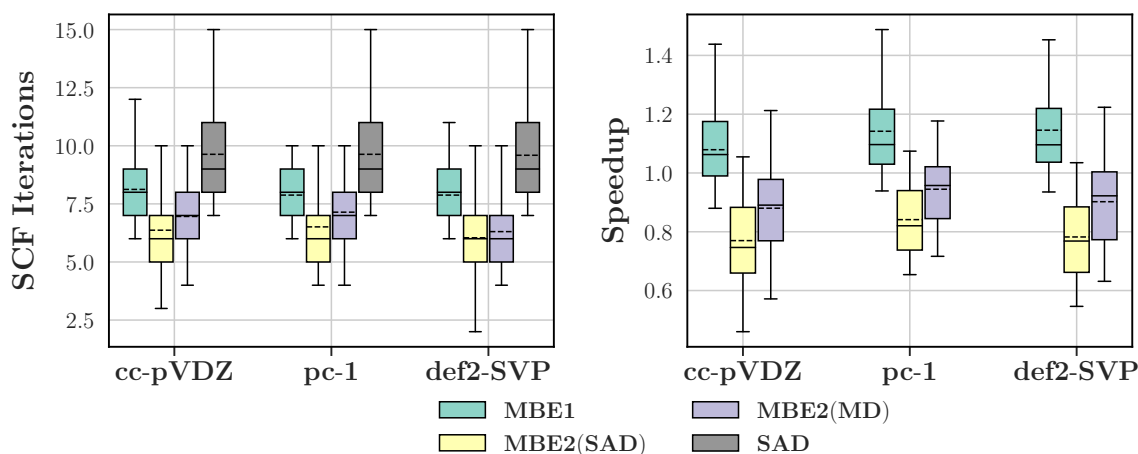 SCF Iterations
15.0
12.5
10.0
7.5
5.0
2.5
cc-pVDZ pc-1 def2-SVP
Speedup
1.4
1.2
1.0
0.8
0.6
cc-pVDZ pc-1 def2-SVP
MBE1 MBE2(MD)
MBE2(SAD) SAD